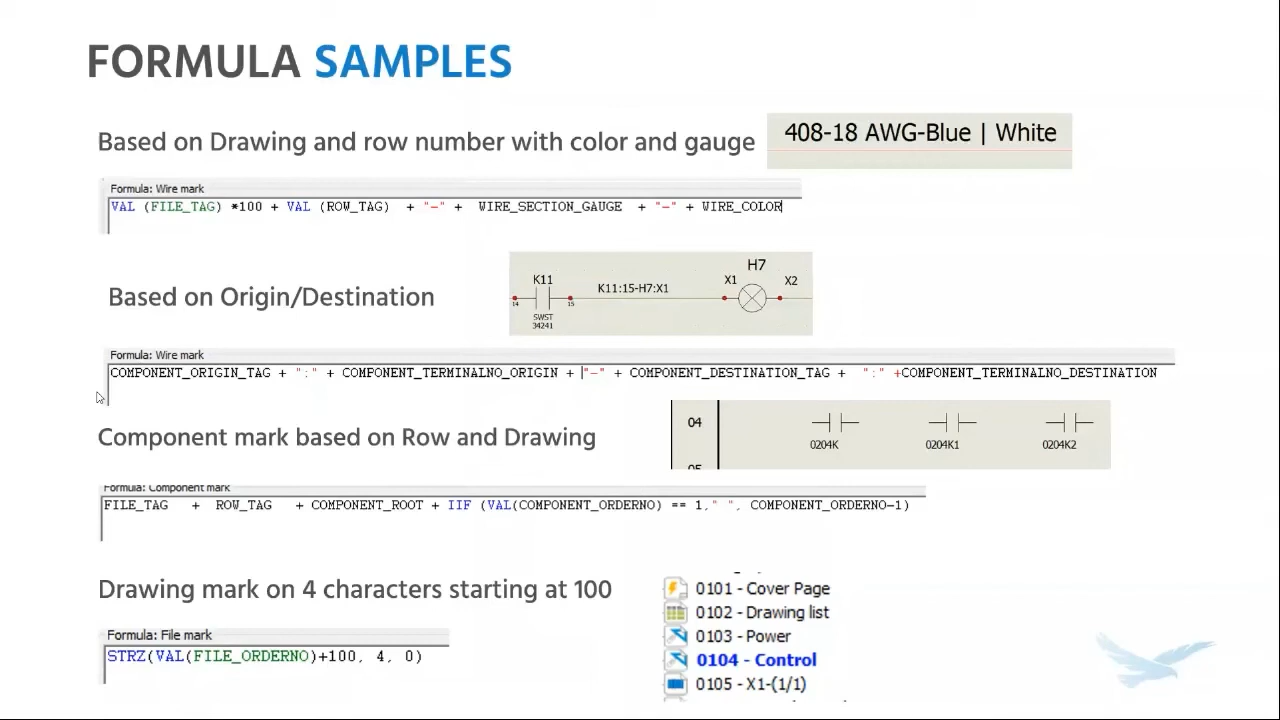 FORMULA SAMPLES
Based on Drawing and row number with color and gauge
408-18 AWG-Blue | White
Formula: Wire mark
VAL (FILE_TAG) *100 + VAL (ROW_TAG) + "-" + WIRE_SECTION_GAUGE + "-" + WIRE_COLOR
Based on Origin/Destination
H7
K11
K11:15-H7:X1
X1
X2
14
15
SWST
34241
Formula: Wire mark
COMPONENT_ORIGIN_TAG + ":" + COMPONENT_TERMINALNO_ORIGIN + "-" + COMPONENT_DESTINATION_TAG + ":" +COMPONENT_TERMINALNO_DESTINATION
Component mark based on Row and Drawing
04
0204K
0204K1
0204K2
05
Formula: Component mark
FILE_TAG + ROW_TAG + COMPONENT_ROOT + IIF (VAL(COMPONENT_ORDERNO) == 1," ", COMPONENT_ORDERNO-1)
Drawing mark on 4 characters starting at 100
Formula: File mark
STRZ(VAL(FILE_ORDERNO)+100, 4, 0)
0101 - Cover Page
0102 - Drawing list
0103 - Power
0104 - Control
0105 - X1-(1/1)